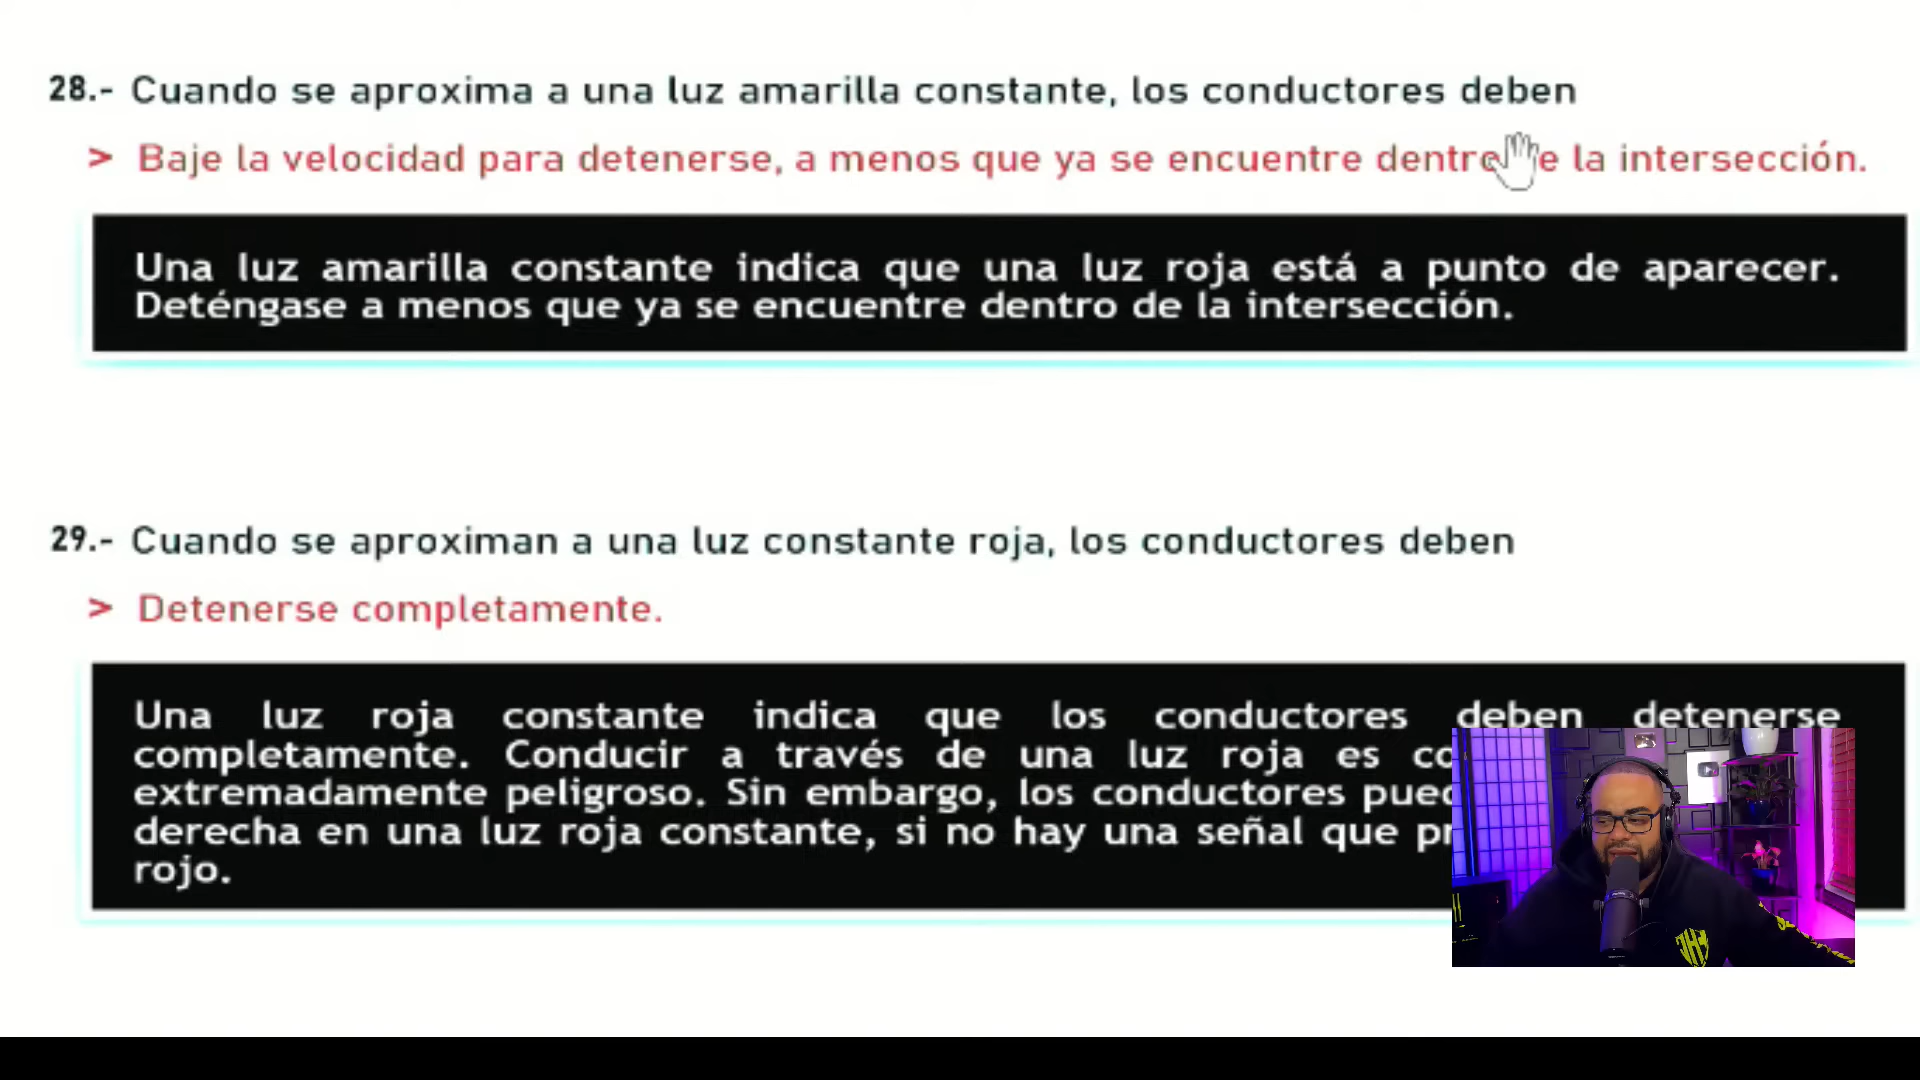 28.- Cuando se aproxima a una luz amarilla constante, los conductores deben
> Baje la velocidad para detenerse, a menos que ya se encuentre dentro la intersección.
Una luz amarilla constante indica que una luz roja está a punto de aparecer.
Deténgase a menos que ya se encuentre dentro de la intersección.
29.- Cuando se aproximan a una luz constante roja, los conductores deben
> Detenerse completamente.
Una luz roja constante indica que los conductores deben detenerse
completamente. Conducir a través de una luz roja es
extremadamente peligroso. Sin embargo, los conductores
derecha en una luz roja constante, si no hay una señal que
rojo.